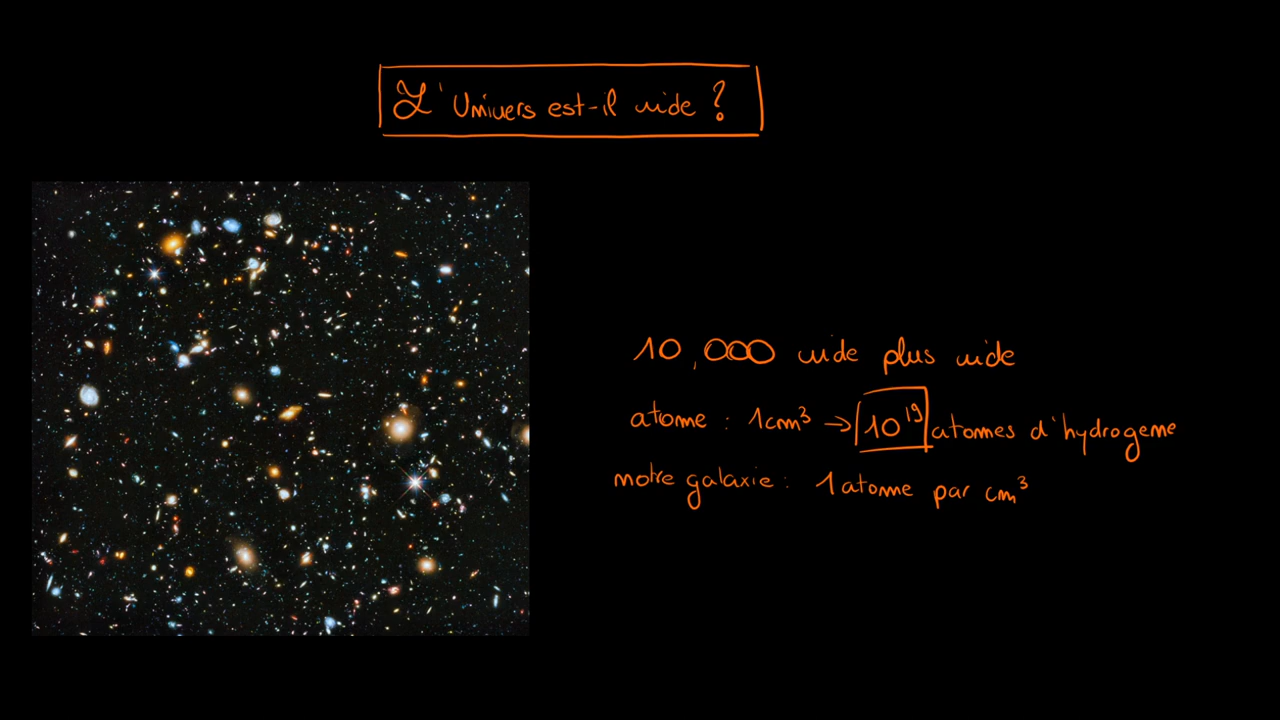 L'Univers est-il vide ?
10,000 vide plus vide
atome : 1cm³ → 10¹⁹ atomes d'hydrogene
notre galaxie : 1 atome par cm³